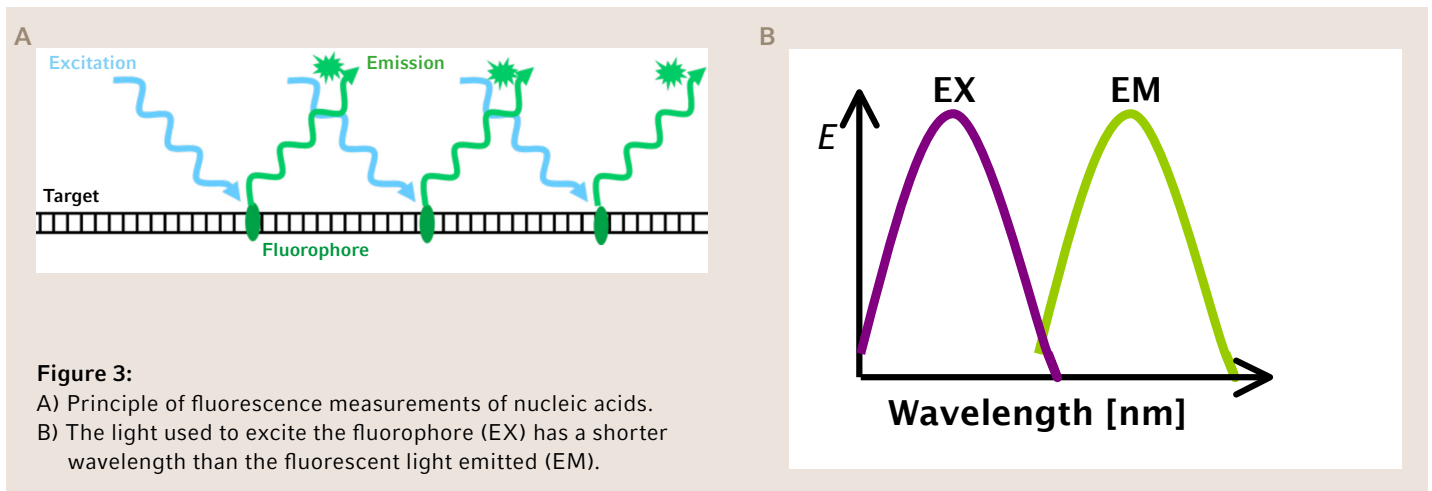 A
Excitation
Emission
Target
Fluorophore
Figure 3:
A) Principle of fluorescence measurements of nucleic acids.
B) The light used to excite the fluorophore (EX) has a shorter
wavelength than the fluorescent light emitted (EM).
B
EX
EM
E
Wavelength [nm]